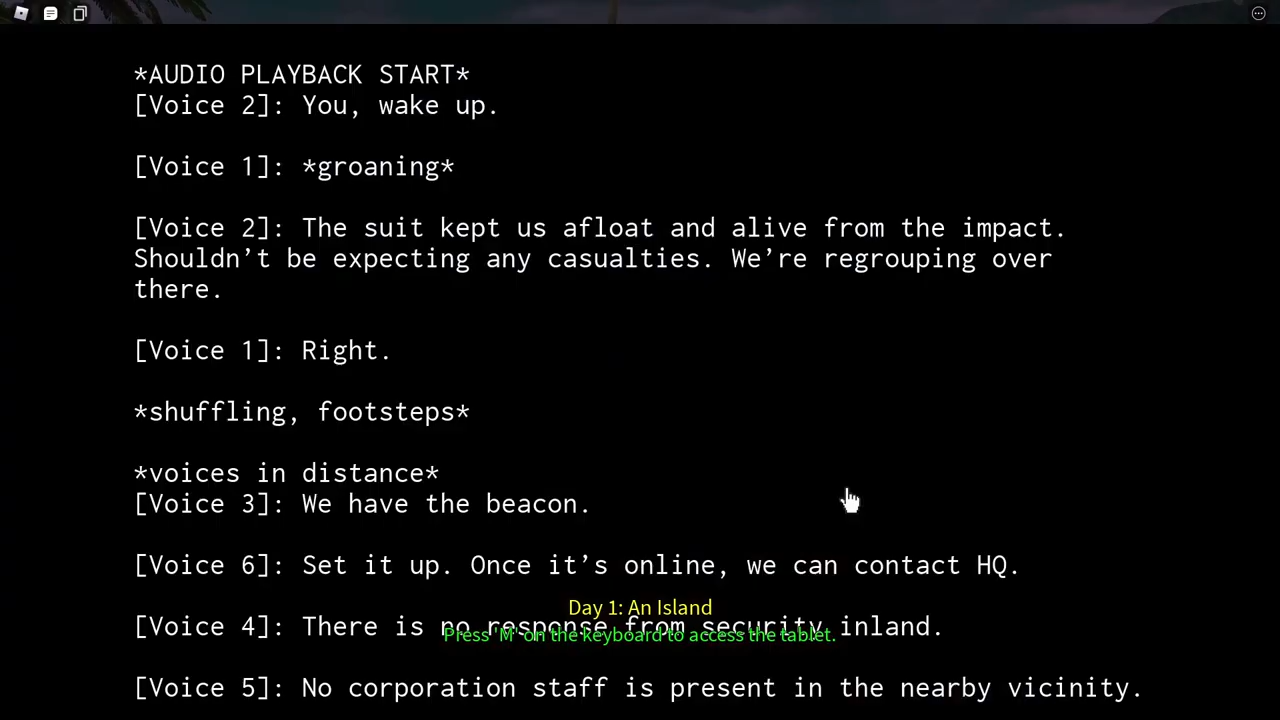 *AUDIO PLAYBACK START*
[Voice 2]: You, wake up.
[Voice 1]: *groaning*
[Voice 2]: The suit kept us afloat and alive from the impact.
Shouldn’t be expecting any casualties. We’re regrouping over
there.
[Voice 1]: Right.
*shuffling, footsteps*
*voices in distance*
[Voice 3]: We have the beacon.
[Voice 6]: Set it up. Once it’s online, we can contact HQ.
Day 1: An Island
[Voice 4]: There is no response from security inland.
Press 'M' on the keyboard to access the tablet.
[Voice 5]: No corporation staff is present in the nearby vicinity.